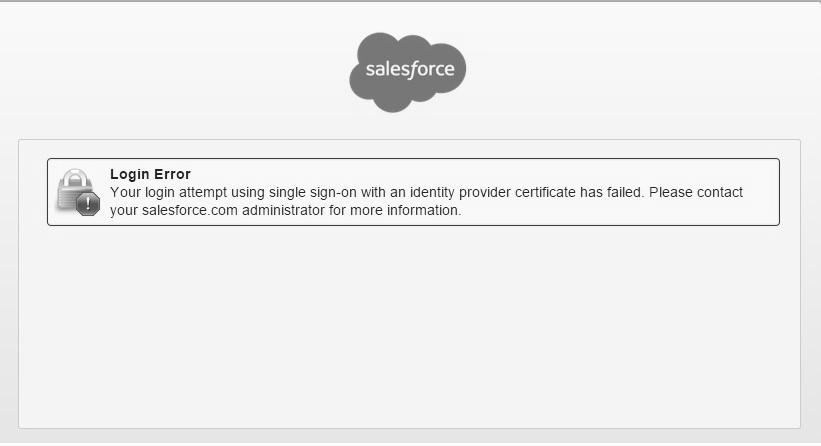 salesforce
Login Error
Your login attempt using single sign-on with an identity provider certificate has failed. Please contact
your salesforce.com administrator for more information.